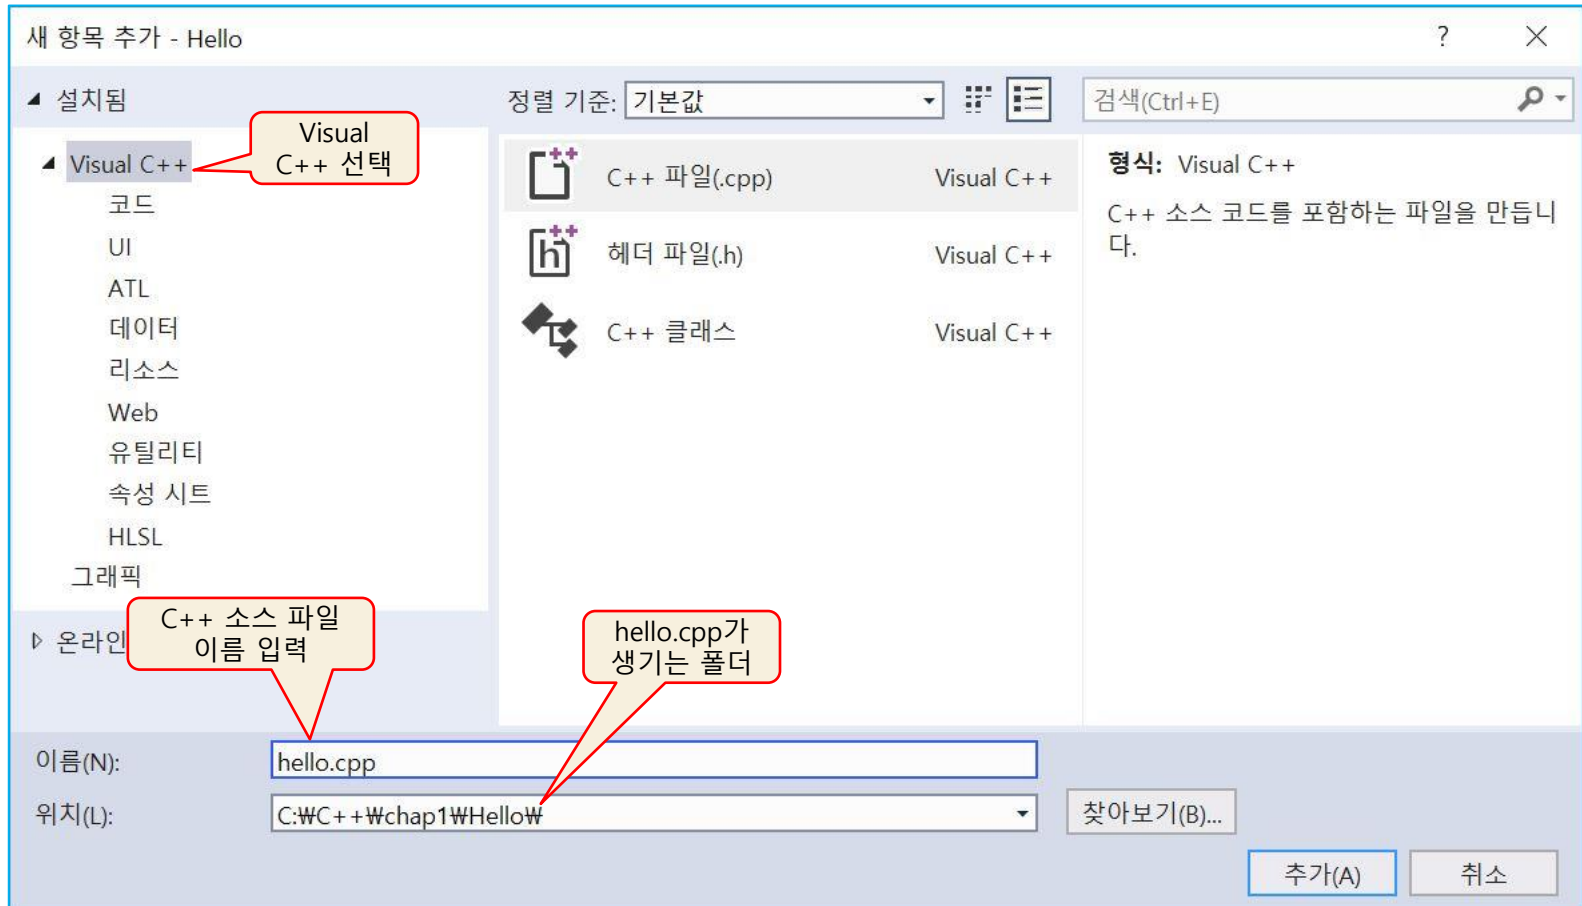 새 항목 추가 - Hello
?
설치됨
정렬 기준: 기본값
검색(Ctrl+E)
Visual
C++ 선택
Visual C++
코드
UI
ATL
데이터
리소스
Web
유틸리티
속성 시트
HLSL
그래픽
온라인
C++ 파일(.cpp) Visual C++
헤더 파일(.h) Visual C++
C++ 클래스 Visual C++
형식: Visual C++
C++ 소스 코드를 포함하는 파일을 만듭니
다.
C++ 소스 파일
이름 입력
hello.cpp가
생기는 폴더
이름(N): hello.cpp
위치(L): C:₩C++₩chap1₩Hello₩
찾아보기(B)...
추가(A)
취소